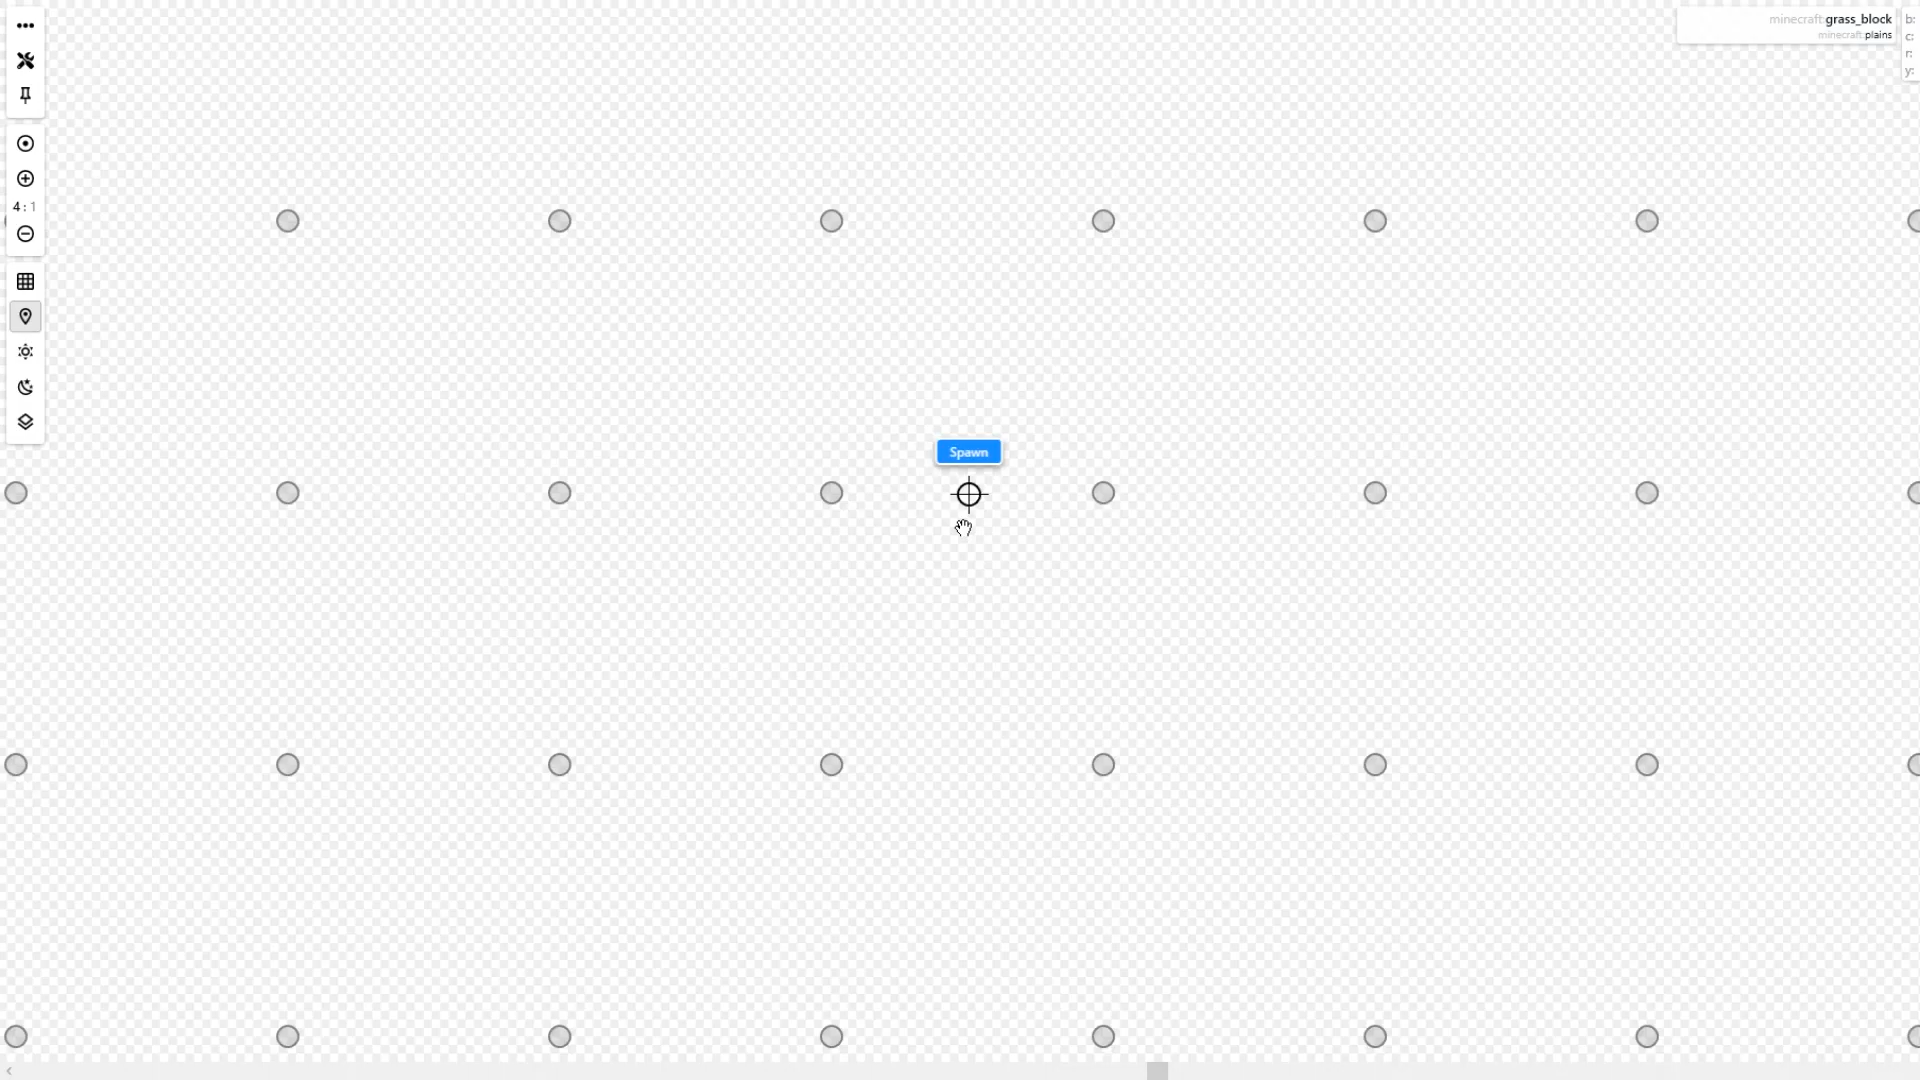 minecraft:grass_block
minecraft:plains
b:
c:
r:
y:
4:1
Spawn